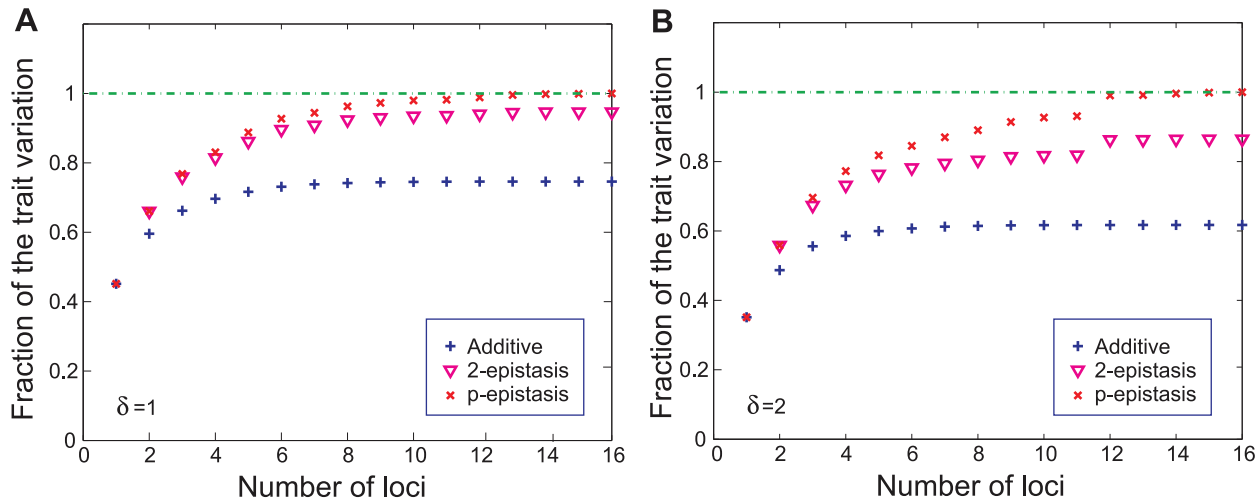 A
Fraction of the trait variation
1
0.8
0.6
0.4
0.2
0
0 2 4 6 8 10 12 14 16
Number of loci
δ=1
Additive
2-epistasis
p-epistasis
B
Fraction of the trait variation
1
0.8
0.6
0.4
0.2
0
0 2 4 6 8 10 12 14 16
Number of loci
δ=2
Additive
2-epistasis
p-epistasis